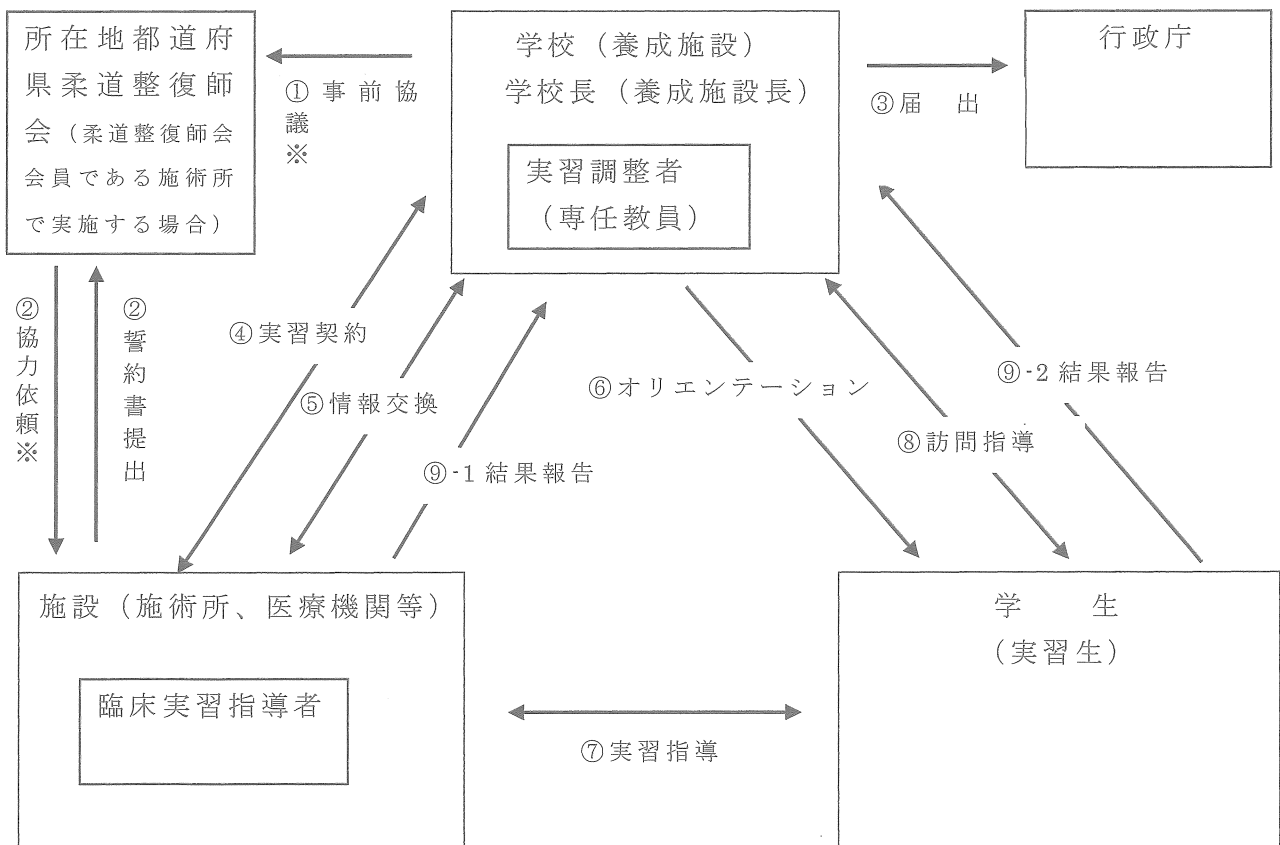 所在地都道府
県柔道整復師
会（柔道整復師会
会員である施術所
で実施する場合）
①事前協
議
※
学校（養成施設）
学校長（養成施設長）
実習調整者
（専任教員）
③届　出
行政庁
②協力依頼※
②誓約書提出
④実習契約
⑤情報交換
⑨-1結果報告
⑥オリエンテーション
⑨-2結果報告
⑧訪問指導
施設（施術所、医療機関等）
臨床実習指導者
⑦実習指導
学　　生
（実習生）